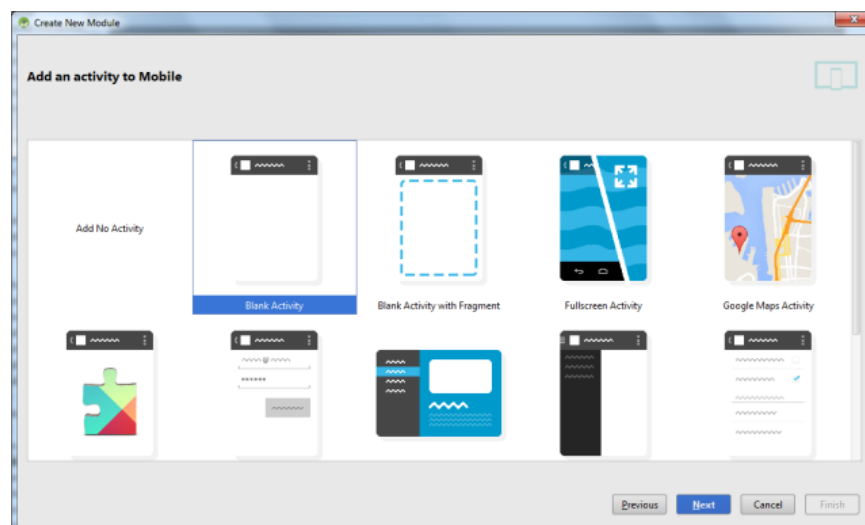 Create New Module
Add an activity to Mobile
Add No Activity
Blank Activity
Blank Activity with Fragment
Fullscreen Activity
Google Maps Activity
Previous
Next
Cancel
Finish